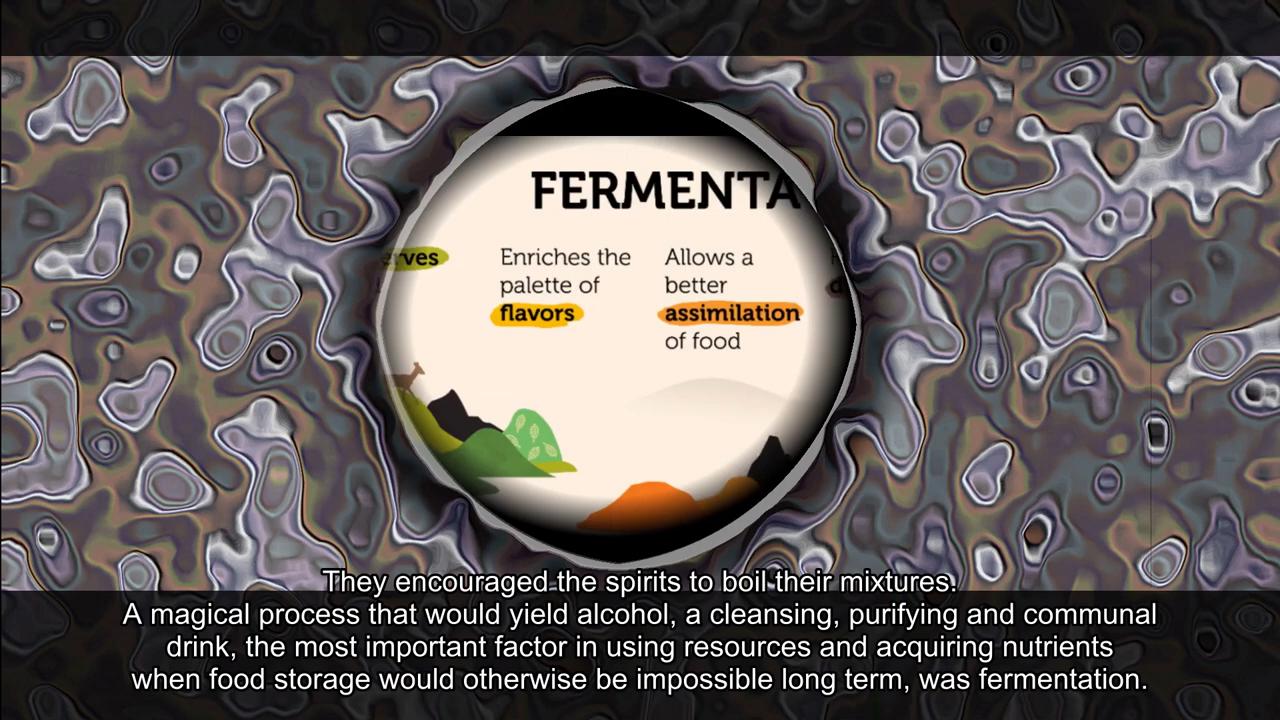 FERMENTA
erves
Enriches the
palette of
flavors
Allows a
better
assimilation
of food
They encouraged the spirits to boil their mixtures.
A magical process that would yield alcohol, a cleansing, purifying and communal
drink, the most important factor in using resources and acquiring nutrients
when food storage would otherwise be impossible long term, was fermentation.